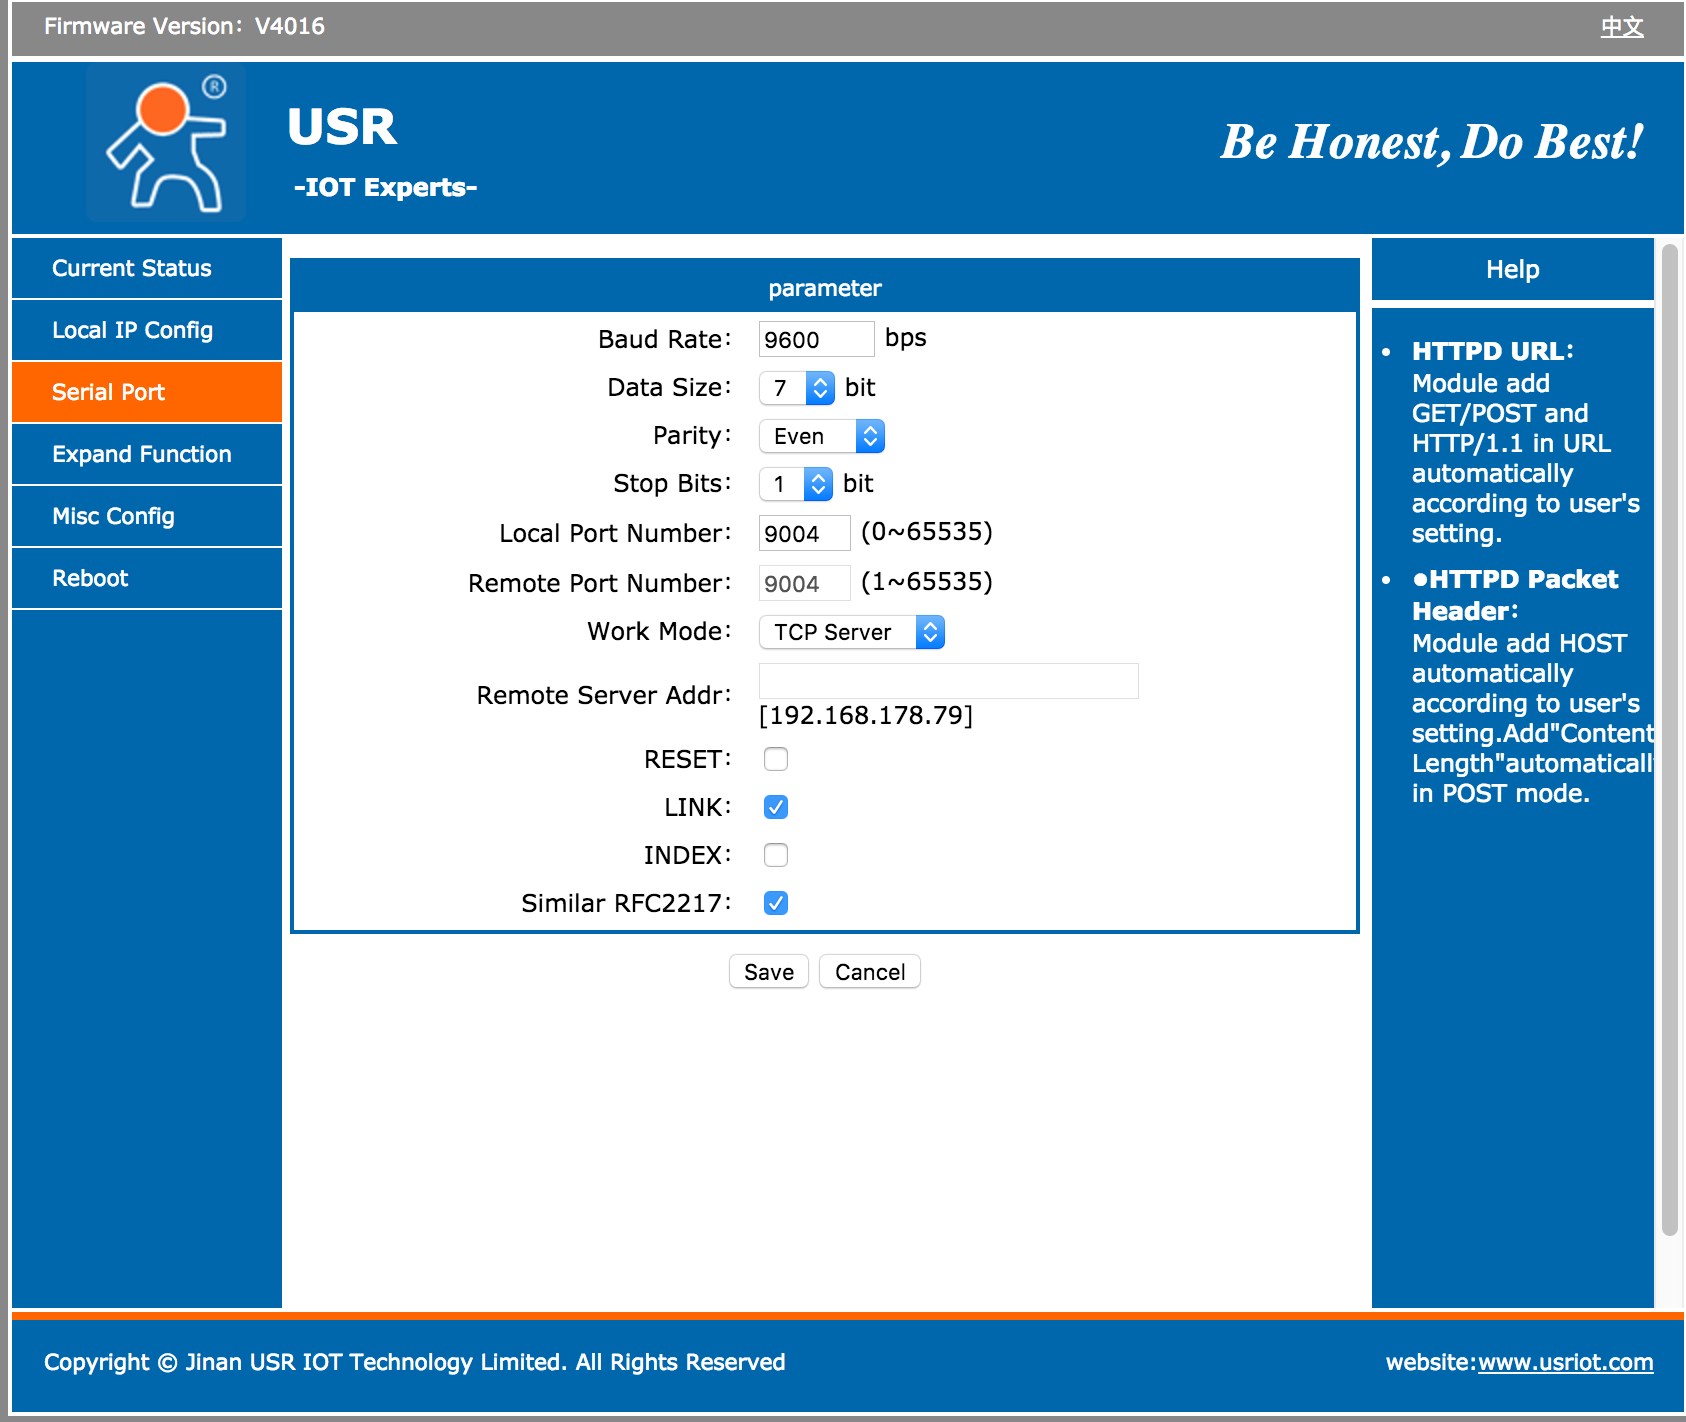 Firmware Version: V4016
中文
®
USR
-IOT Experts-
Be Honest, Do Best!
Current Status
Local IP Config
Serial Port
Expand Function
Misc Config
Reboot
parameter
Baud Rate: 9600 bps
Data Size: 7 bit
Parity: Even
Stop Bits: 1 bit
Local Port Number: 9004 (0~65535)
Remote Port Number: 9004 (1~65535)
Work Mode: TCP Server
Remote Server Addr:
[192.168.178.79]
RESET:
LINK:
INDEX:
Similar RFC2217:
Save Cancel
Help
• HTTPD URL:
Module add
GET/POST and
HTTP/1.1 in URL
automatically
according to user's
setting.
• ●HTTPD Packet
Header:
Module add HOST
automatically
according to user's
setting.Add"Content
Length"automaticall
in POST mode.
Copyright © Jinan USR IOT Technology Limited. All Rights Reserved
website:www.usriot.com